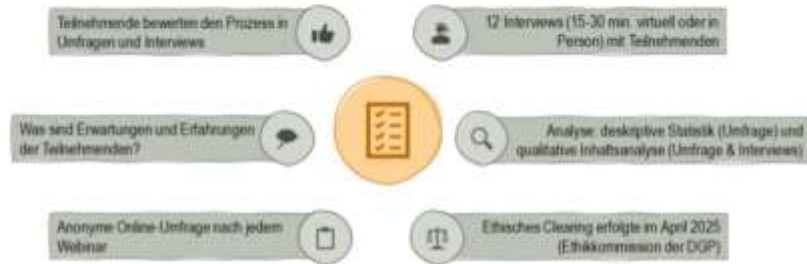 Teilnehmende bewerten den Prozess in
Umfragen und Interviews
12 Interviews (15-30 min. virtuell oder in
Person) mit Teilnehmenden
Was sind Erwartungen und Erfahrungen
der Teilnehmenden?
Analyse: deskriptive Statistik (Umfrage) und
qualitative Inhaltsanalyse (Umfrage & Interviews)
Anonyme Online-Umfrage nach jedem
Webinar
Ethisches Clearing erfolgte im April 2025
(Ethikkommission der DGP)